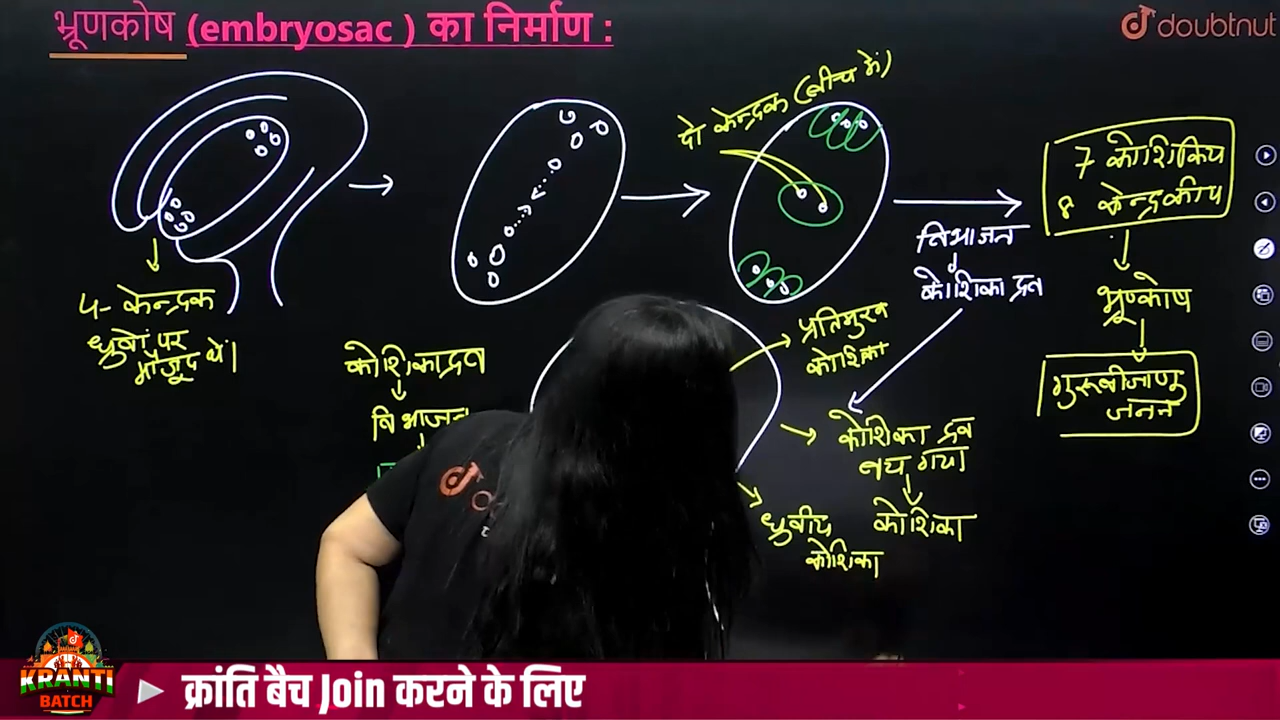 भ्रूणकोष (embryosac ) का निर्माण :
doubtnut
दो केन्द्रक (बीच में)
7 कोशिकिय
8 केन्द्रकीय
विभाजन
कोशिका द्रव्य
भ्रूणकोष
गुरूबीजाणु
जनन
4- केन्द्रक
ध्रुवों पर
मौजूद थे।
कोशिकाद्रव्य
विभाजन
प्रतिमुख
कोशिका
कोशिका द्रव्य
बच गया
कोशिका
ध्रुवीय
कोशिका
KRANTI
BATCH
क्रांति बैच Join करने के लिए